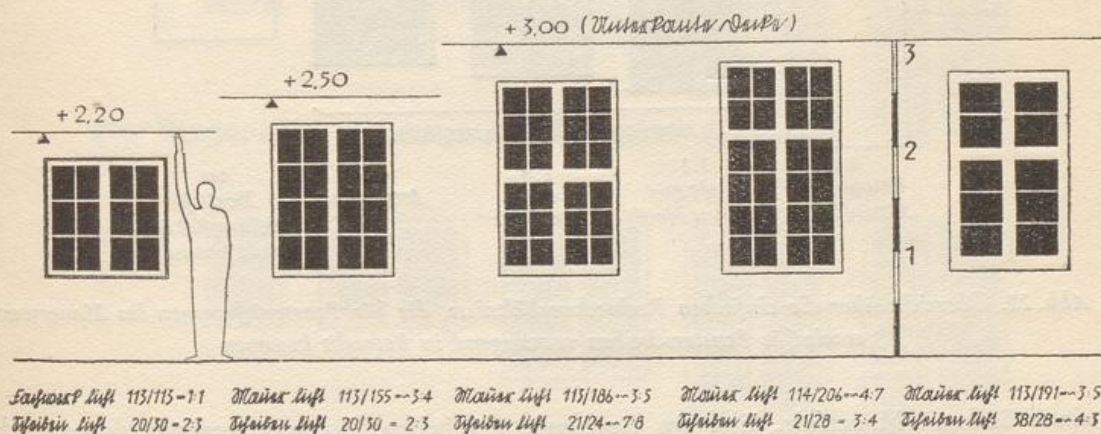 + 3,00 (Unterkante Decke)
+ 2,50
+ 2,20
3
2
1
Fachwerk licht 113/113 = 1:1 Mauer licht 113/155 ~ 3:4 Mauer licht 113/186 ~ 3:5 Mauer licht 114/206 ~ 4:7 Mauer licht 113/191 ~ 3:5
Scheiben licht 20/30 = 2:3 Scheiben licht 20/30 = 2:3 Scheiben licht 21/24 ~ 7:8 Scheiben licht 21/28 = 3:4 Scheiben licht 38/28 ~ 4:3